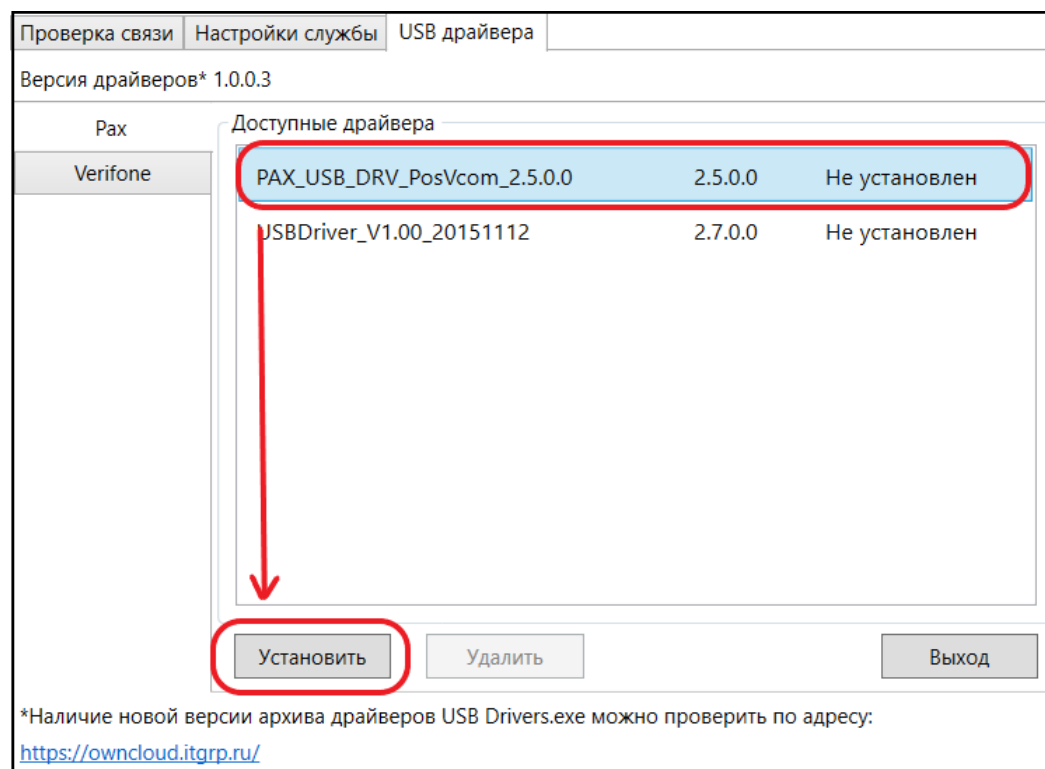 Проверка связи Настройки службы USB драйвера
Версия драйверов* 1.0.0.3
Pax
Verifone
Доступные драйвера
PAX_USB_DRV_PosVcom_2.5.0.0 2.5.0.0 Не установлен
USBDriver_V1.00_20151112 2.7.0.0 Не установлен
Установить Удалить Выход
*Наличие новой версии архива драйверов USB Drivers.exe можно проверить по адресу:
https://owncloud.itgrp.ru/